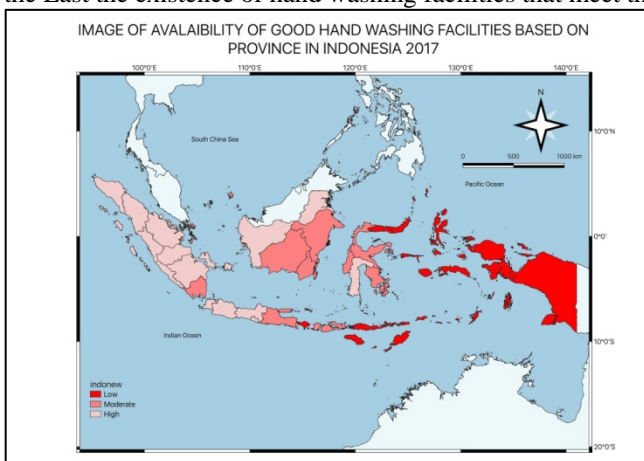 the East the existence of hand washing facilities that meet th
IMAGE OF AVALAIBILITY OF GOOD HAND WASHING FACILITIES BASED ON
PROVINCE IN INDONESIA 2017
100°0'E 110°0'E 120°0'E 130°0'E 140°0'E
South China Sea
10°0'N
0 500 1000 km
Pacific Ocean
0°0'
Indian Ocean
10°0'S
indonew
Low
Moderate
High
20°0'S